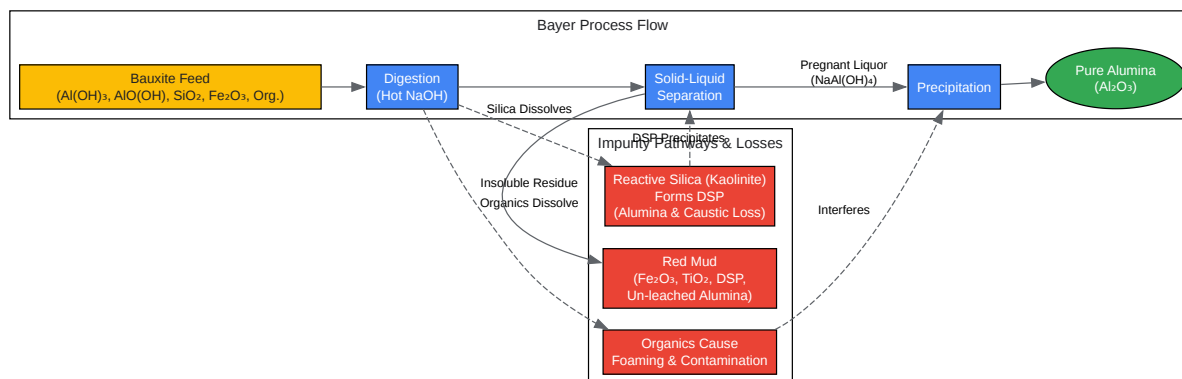 Bayer Process Flow
Bauxite Feed
(Al(OH)₃, AlO(OH), SiO₂, Fe₂O₃, Org.)
Digestion
(Hot NaOH)
Solid-Liquid
Separation
Pregnant Liquor
(NaAl(OH)₄)
Precipitation
Pure Alumina
(Al₂O₃)
Silica Dissolves
DSP Precipitates
Impurity Pathways & Losses
Reactive Silica (Kaolinite)
Forms DSP
(Alumina & Caustic Loss)
Insoluble Residue
Organics Dissolve
Interferes
Red Mud
(Fe₂O₃, TiO₂, DSP,
Un-leached Alumina)
Organics Cause
Foaming & Contamination